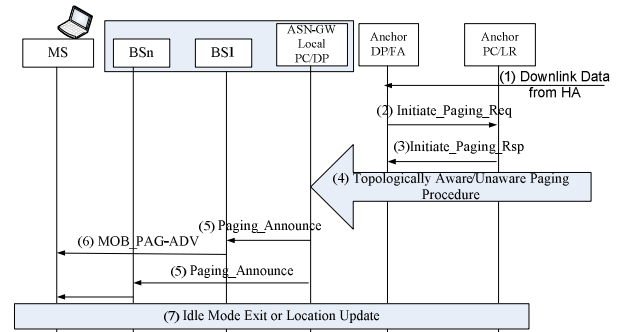 MS
BSn
BS1
ASN-GW
Local
PC/DP
Anchor
DP/FA
Anchor
PC/LR
(1) Downlink Data
from HA
(2) Initiate_Paging_Req
(3)Initiate_Paging_Rsp
(4) Topologically Aware/Unaware Paging
Procedure
(5) Paging_Announce
(6) MOB_PAG-ADV
(5) Paging_Announce
(7) Idle Mode Exit or Location Update